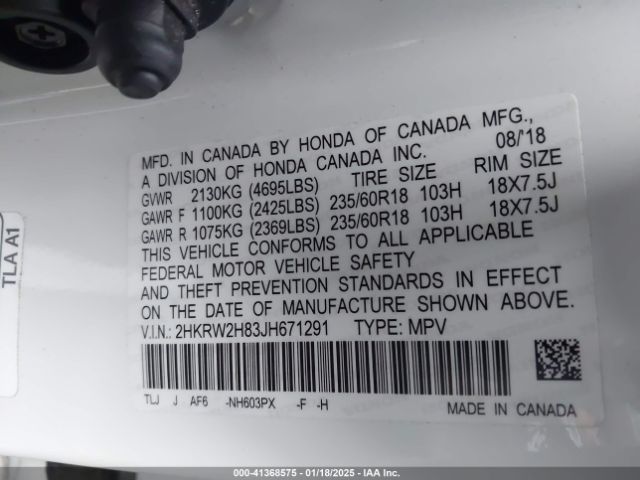 MFD. IN CANADA BY HONDA OF CANADA MFG.,
A DIVISION OF HONDA CANADA INC. 08/'18
GVWR 2130KG (4695LBS) TIRE SIZE RIM SIZE
GAWR F 1100KG (2425LBS) 235/60R18 103H 18X7.5J
GAWR R 1075KG (2369LBS) 235/60R18 103H 18X7.5J
THIS VEHICLE CONFORMS TO ALL APPLICABLE
FEDERAL MOTOR VEHICLE SAFETY
AND THEFT PREVENTION STANDARDS IN EFFECT
ON THE DATE OF MANUFACTURE SHOWN ABOVE.
V.I.N.: 2HKRW2H83JH671291 TYPE: MPV
TLJ J AF6 -NH603PX -F -H
MADE IN CANADA
TLA A1
000-41368575 • 01/18/2025 • IAA Inc.